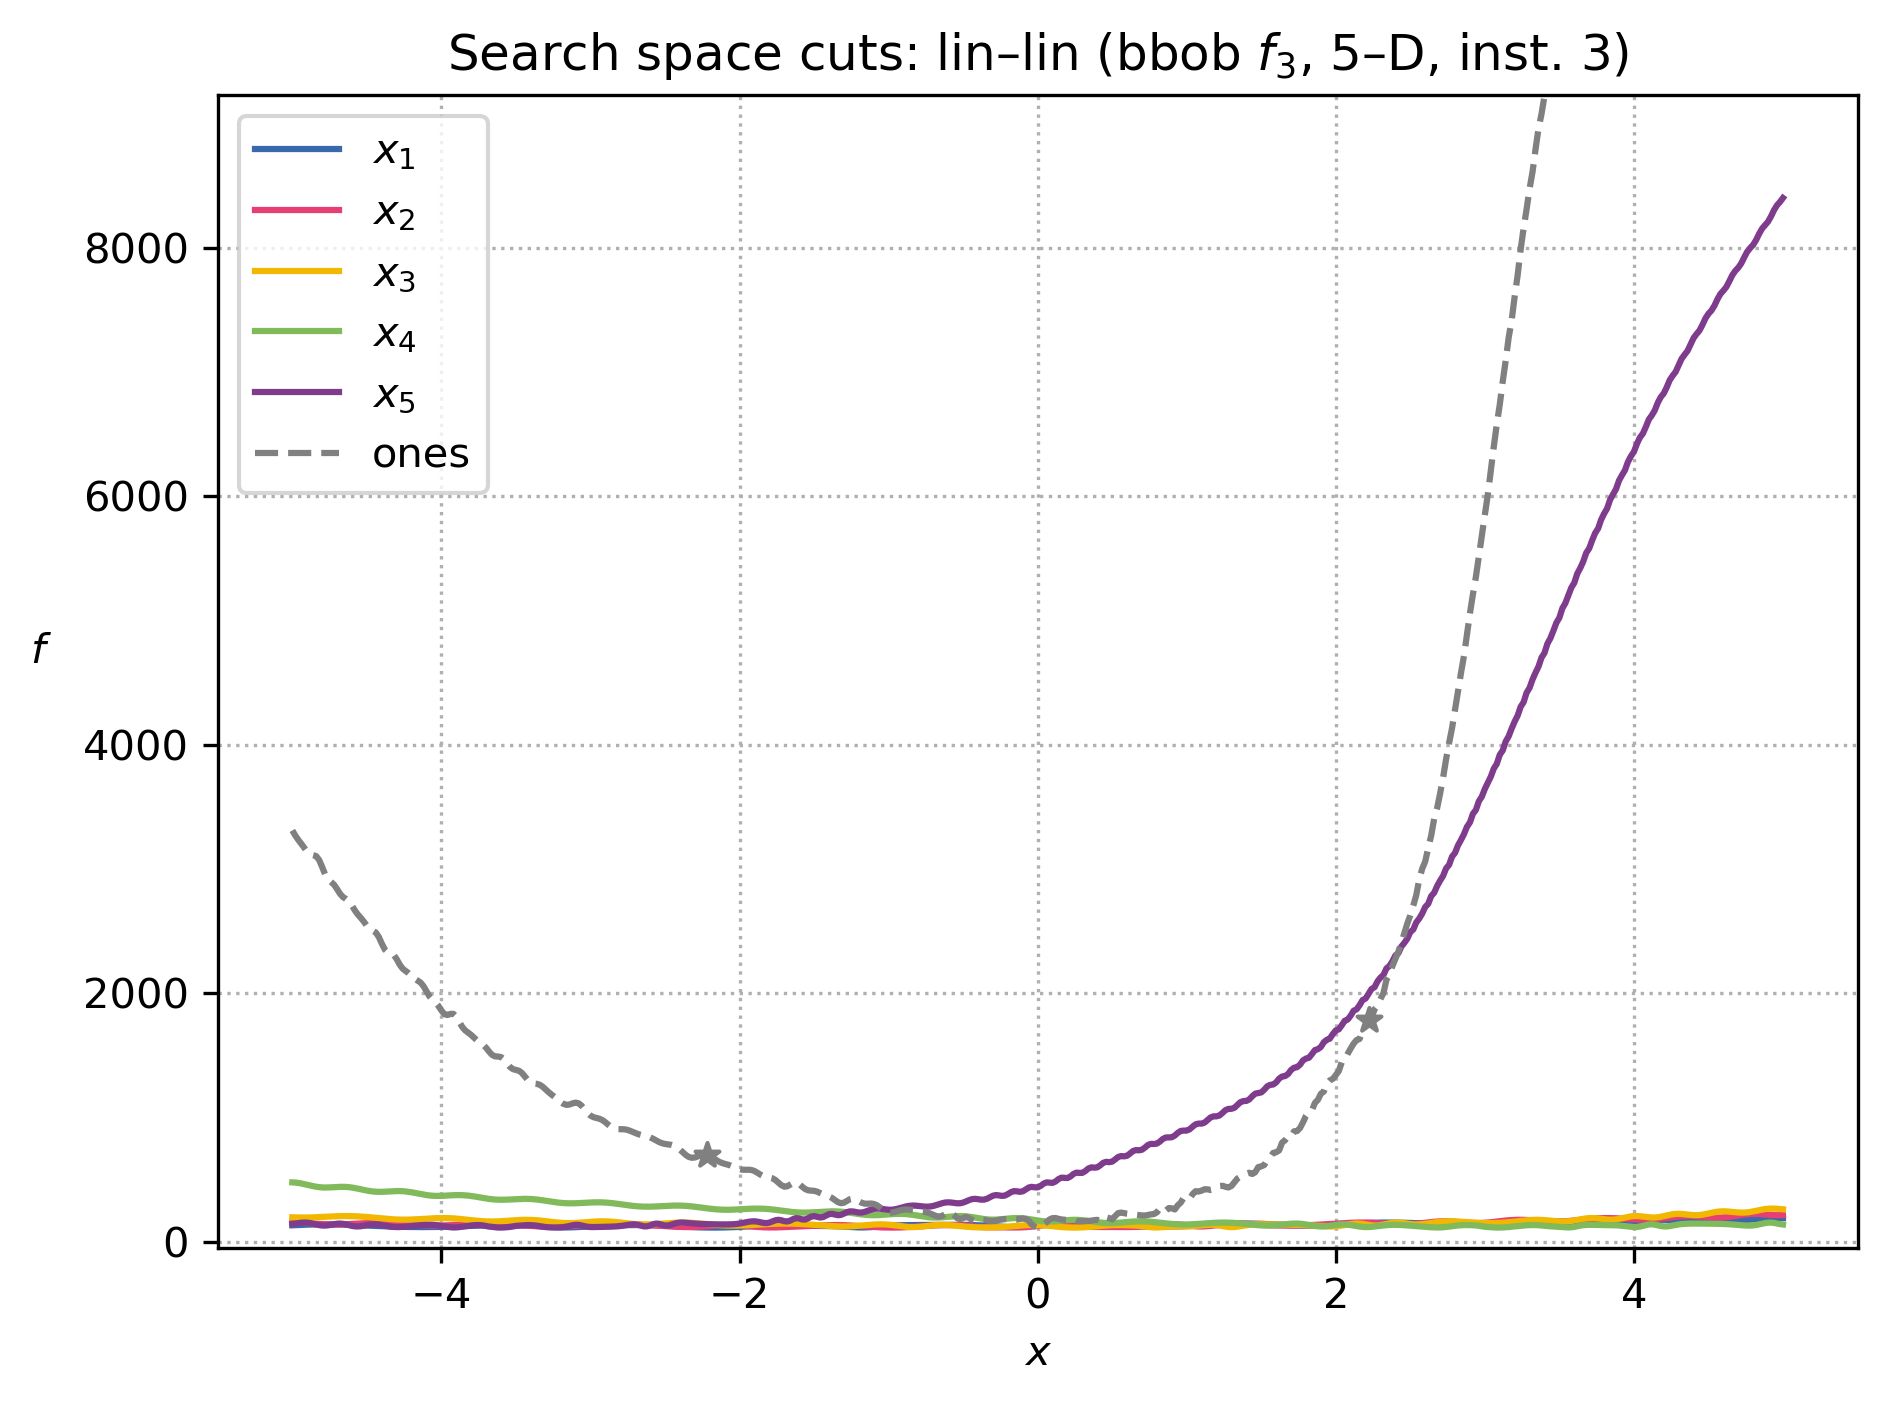 Search space cuts: lin–lin (bbob f₃, 5–D, inst. 3)
x₁
x₂
x₃
x₄
x₅
ones
8000
6000
4000
2000
0
f
−4 −2 0 2 4
x